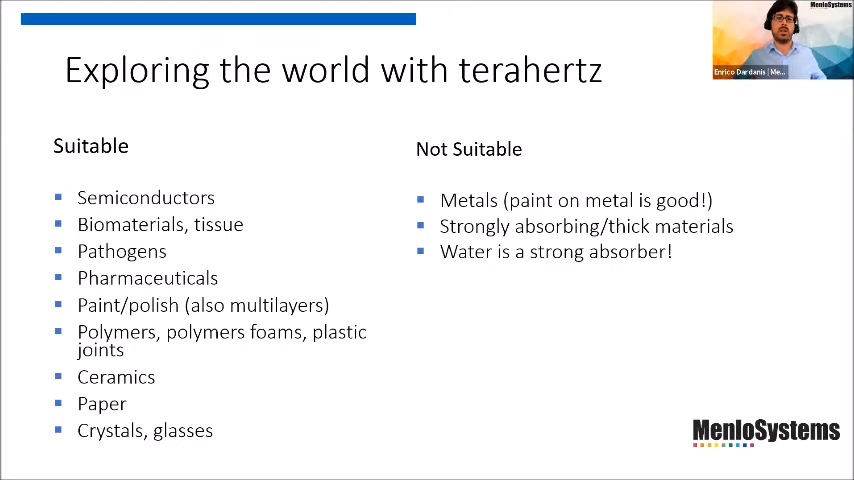 MenloSystems
Enrico Dardanis | Me...
Exploring the world with terahertz
Suitable
Semiconductors
Biomaterials, tissue
Pathogens
Pharmaceuticals
Paint/polish (also multilayers)
Polymers, polymers foams, plastic
joints
Ceramics
Paper
Crystals, glasses
Not Suitable
Metals (paint on metal is good!)
Strongly absorbing/thick materials
Water is a strong absorber!
MenloSystems